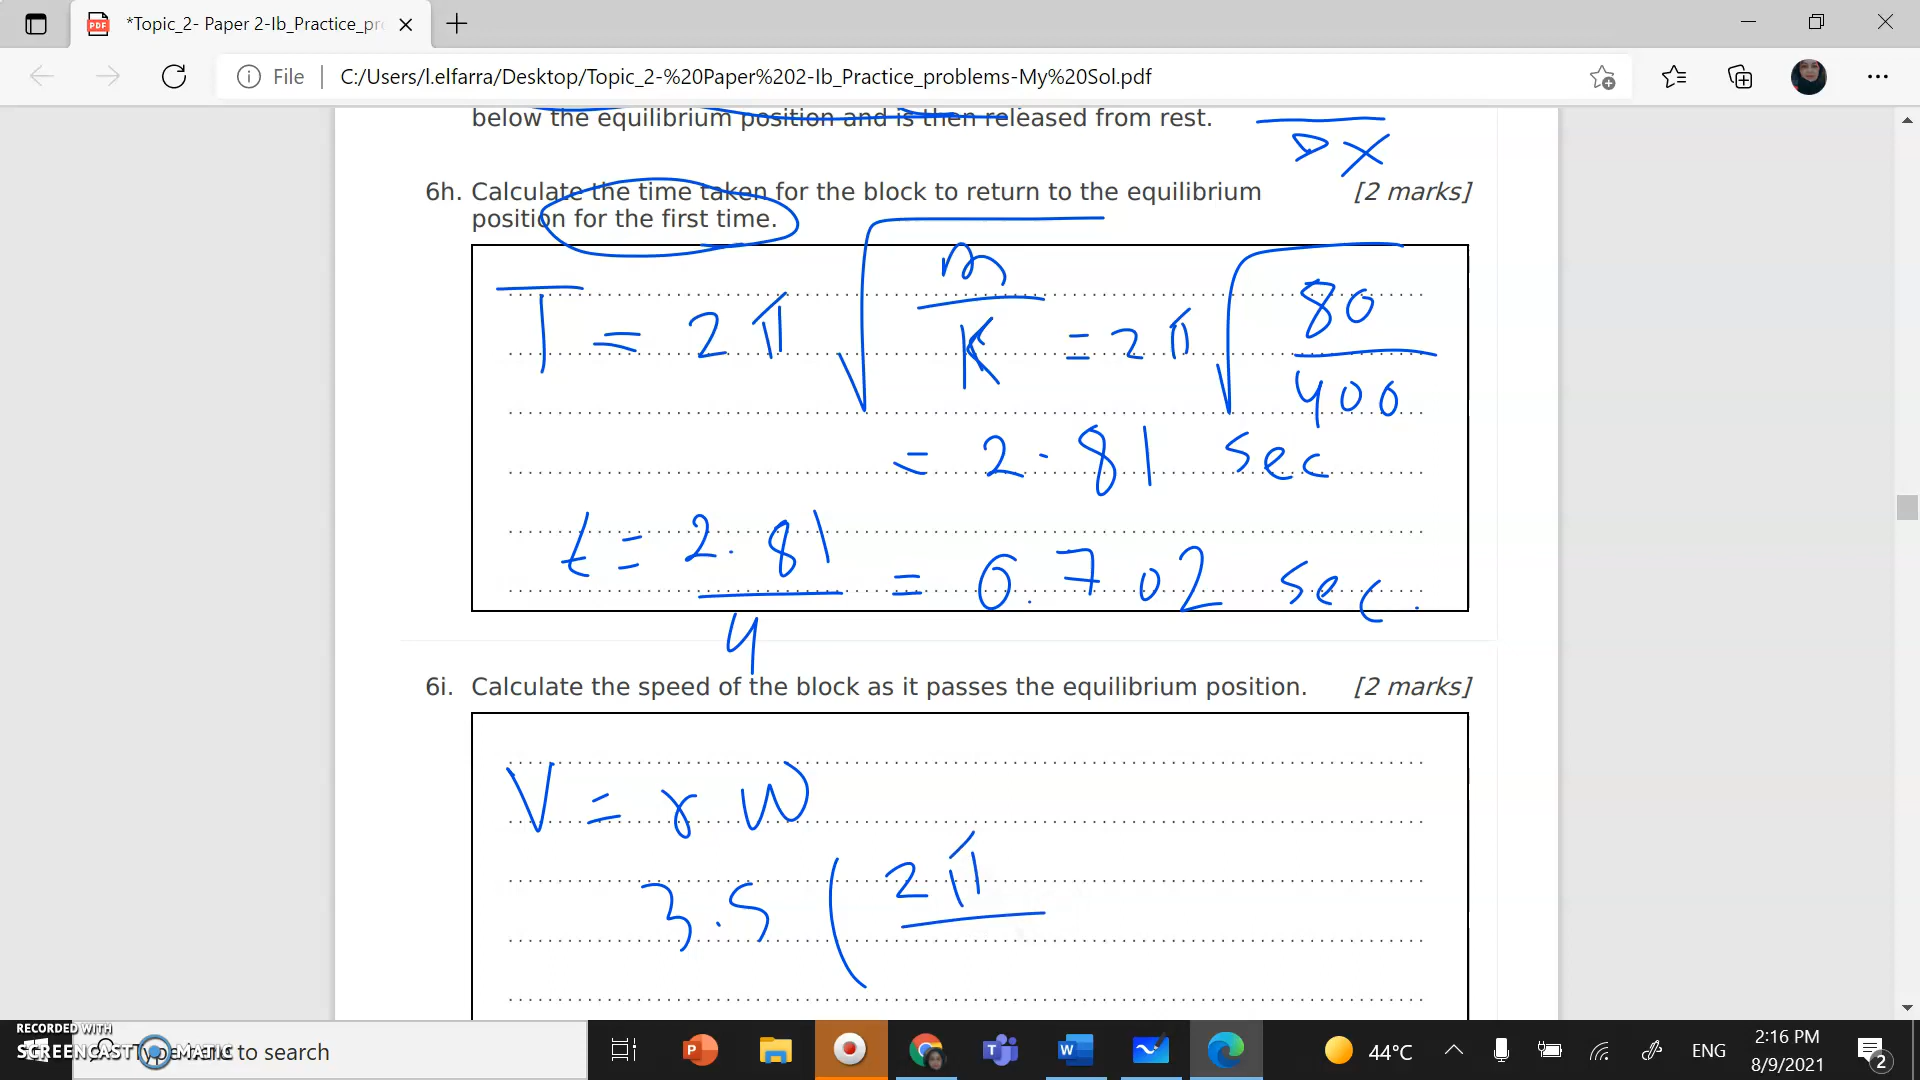 *Topic_2- Paper 2-Ib_Practice_pr
File
C:/Users/l.elfarra/Desktop/Topic_2-%20Paper%202-Ib_Practice_problems-My%20Sol.pdf
below the equilibrium position and is then released from rest.
Δ X
6h. Calculate the time taken for the block to return to the equilibrium position for the first time. [2 marks]
T = 2 π √ m / K = 2 π √ 80 / 400
= 2.81 sec
t = 2.81 / 4 = 0.702 sec.
6i. Calculate the speed of the block as it passes the equilibrium position. [2 marks]
V = r W
3.5 ( 2 π
RECORDED WITH
SCREENCAST MATIC
to search
44°C
ENG
2:16 PM
8/9/2021
2